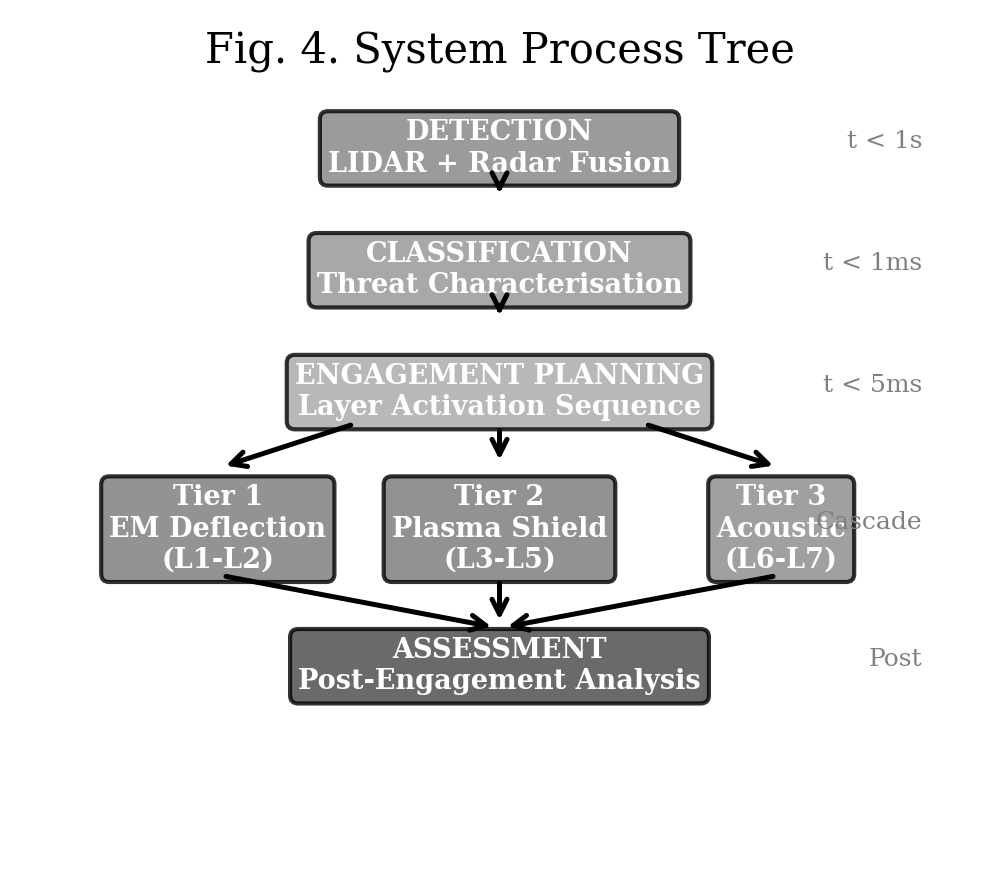 Fig. 4. System Process Tree
DETECTION
LIDAR + Radar Fusion
t < 1s
CLASSIFICATION
Threat Characterisation
t < 1ms
ENGAGEMENT PLANNING
Layer Activation Sequence
t < 5ms
Tier 1
EM Deflection
(L1-L2)
Tier 2
Plasma Shield
(L3-L5)
Tier 3
Acoustic
(L6-L7)
Cascade
ASSESSMENT
Post-Engagement Analysis
Post